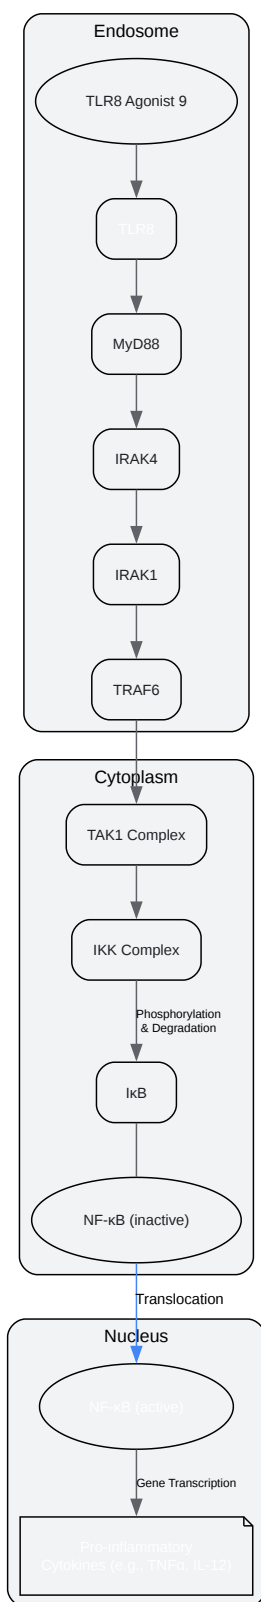 Endosome
TLR8 Agonist 9
TLR8
MyD88
IRAK4
IRAK1
TRAF6
Cytoplasm
TAK1 Complex
IKK Complex
Phosphorylation
& Degradation
IκB
NF-κB (inactive)
Translocation
Nucleus
NF-κB (active)
Gene Transcription
Pro-inflammatory
Cytokines (e.g., TNFα, IL-12)